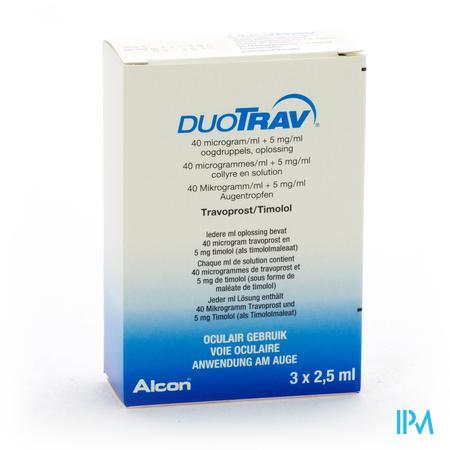 DUOTRAV®
40 microgram/ml + 5 mg/ml
oogdruppels, oplossing
40 microgrammes/ml + 5 mg/ml
collyre en solution
40 Mikrogramm/ml + 5 mg/ml
Augentropfen
Travoprost/Timolol
Iedere ml oplossing bevat
40 microgram travoprost en
5 mg timolol (als timololmaleaat)
Chaque ml de solution contient
40 microgrammes de travoprost et
5 mg de timolol (sous forme de
maléate de timolol)
Jeder ml Lösung enthält
40 Mikrogramm Travoprost und
5 mg Timolol (als Timololmaleat)
OCULAIR GEBRUIK
VOIE OCULAIRE
ANWENDUNG AM AUGE
Alcon®
3 x 2,5 ml
IPM